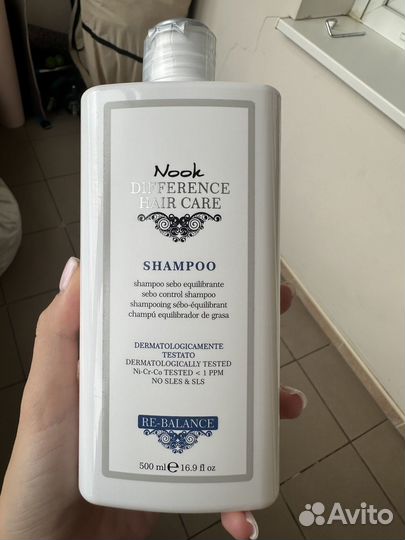 Nook
DIFFERENCE
HAIR CARE
SHAMPOO
shampoo sebo equilibrante
sebo control shampoo
shampooing sébo-équilibrant
champú equilibrador de grasa
DERMATOLOGICAMENTE
TESTATO
DERMATOLOGICALLY TESTED
Ni-Cr-Co TESTED < 1 PPM
NO SLES & SLS
RE-BALANCE
500 ml ℮ 16.9 fl oz
Avito